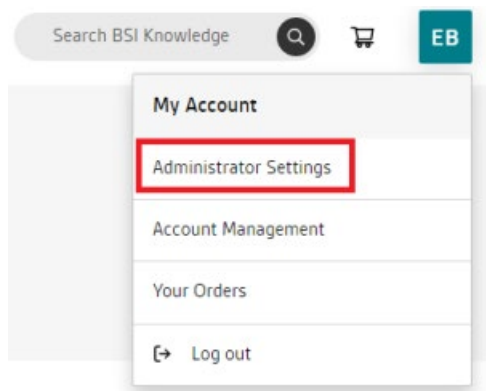 Search BSI Knowledge
EB
My Account
Administrator Settings
Account Management
Your Orders
Log out